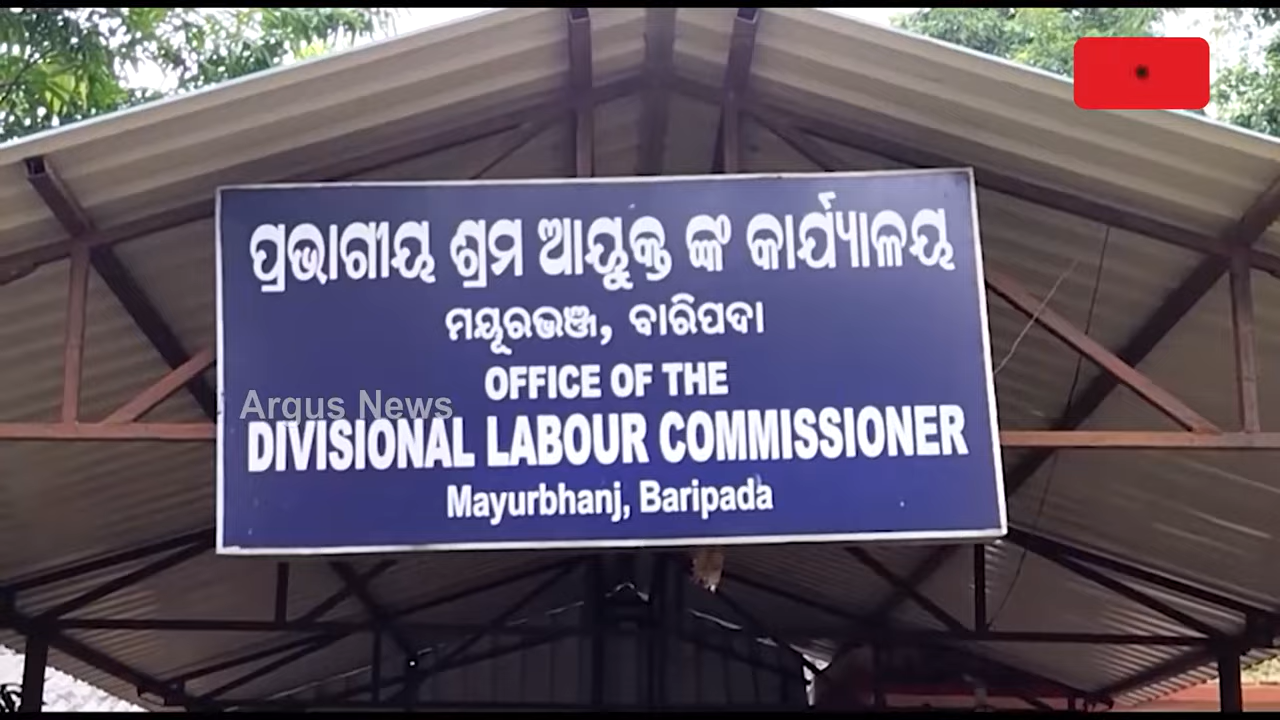 ପ୍ରଭାଗୀୟ ଶ୍ରମ ଆୟୁକ୍ତ ଙ୍କ କାର୍ଯ୍ୟାଳୟ
ମୟୂରଭଞ୍ଜ, ବାରିପଦା
OFFICE OF THE
Argus News
DIVISIONAL LABOUR COMMISSIONER
Mayurbhanj, Baripada